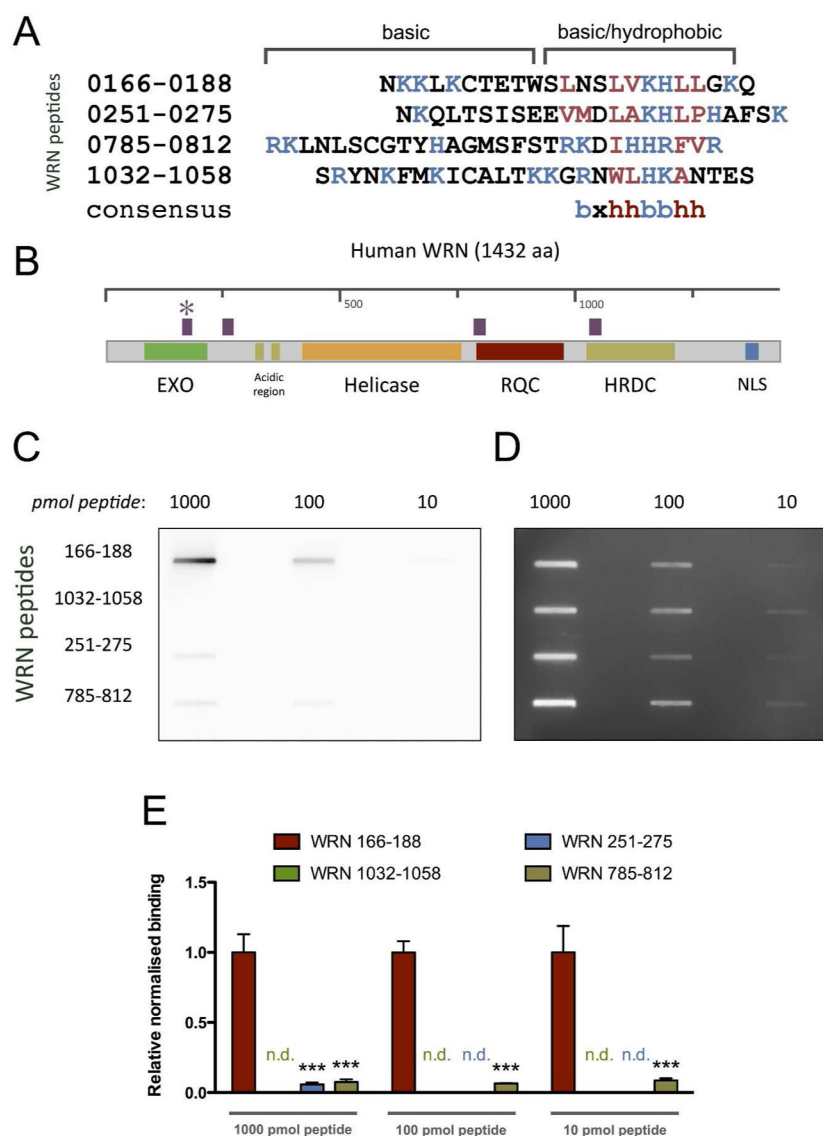 A
basic basic/hydrophobic
WRN peptides
0166-0188 NKKLKCTETWSLNSLVKHLLGKQ
0251-0275 NKQLTSISEEVMDLAKHLPHAFSK
0785-0812 RKLNLSCGTYHAGMSFSTRKDIHHRFVR
1032-1058 SRYNKFMKICALTKKGRNWLHKANTES
consensus bxhhbbhh
B
Human WRN (1432 aa)
500 1000
*
EXO Acidic region Helicase RQC HRDC NLS
C D
pmol peptide: 1000 100 10 1000 100 10
WRN peptides
166-188
1032-1058
251-275
785-812
E
WRN 166-188 WRN 251-275
WRN 1032-1058 WRN 785-812
Relative normalised binding
1.5
1.0
0.5
0.0
n.d. *** *** n.d. n.d. *** n.d. n.d. ***
1000 pmol peptide 100 pmol peptide 10 pmol peptide